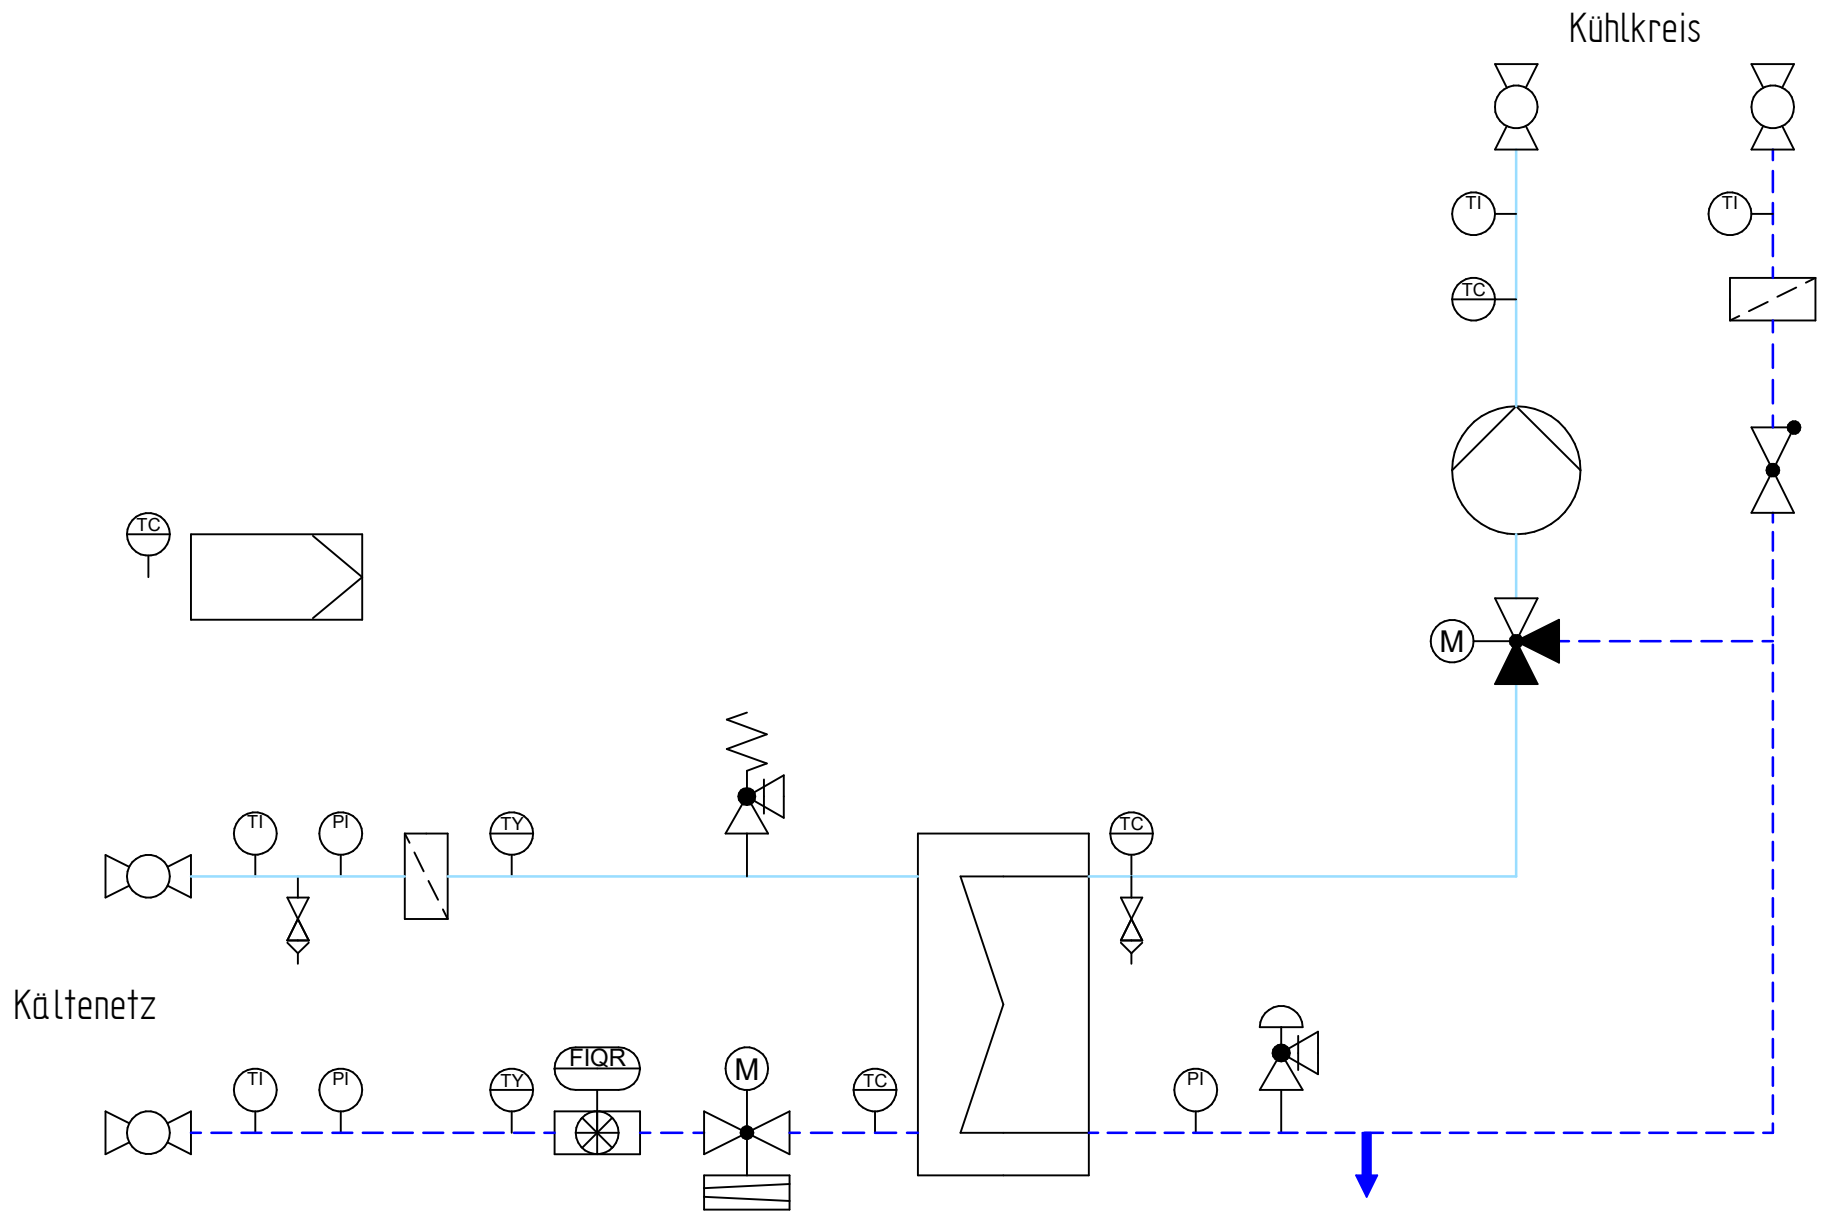 Kühlkreis
TI
TI
TC
TC
M
TI
PI
TY
TC
Kältenetz
TI
PI
TY
FIQR
M
TC
PI